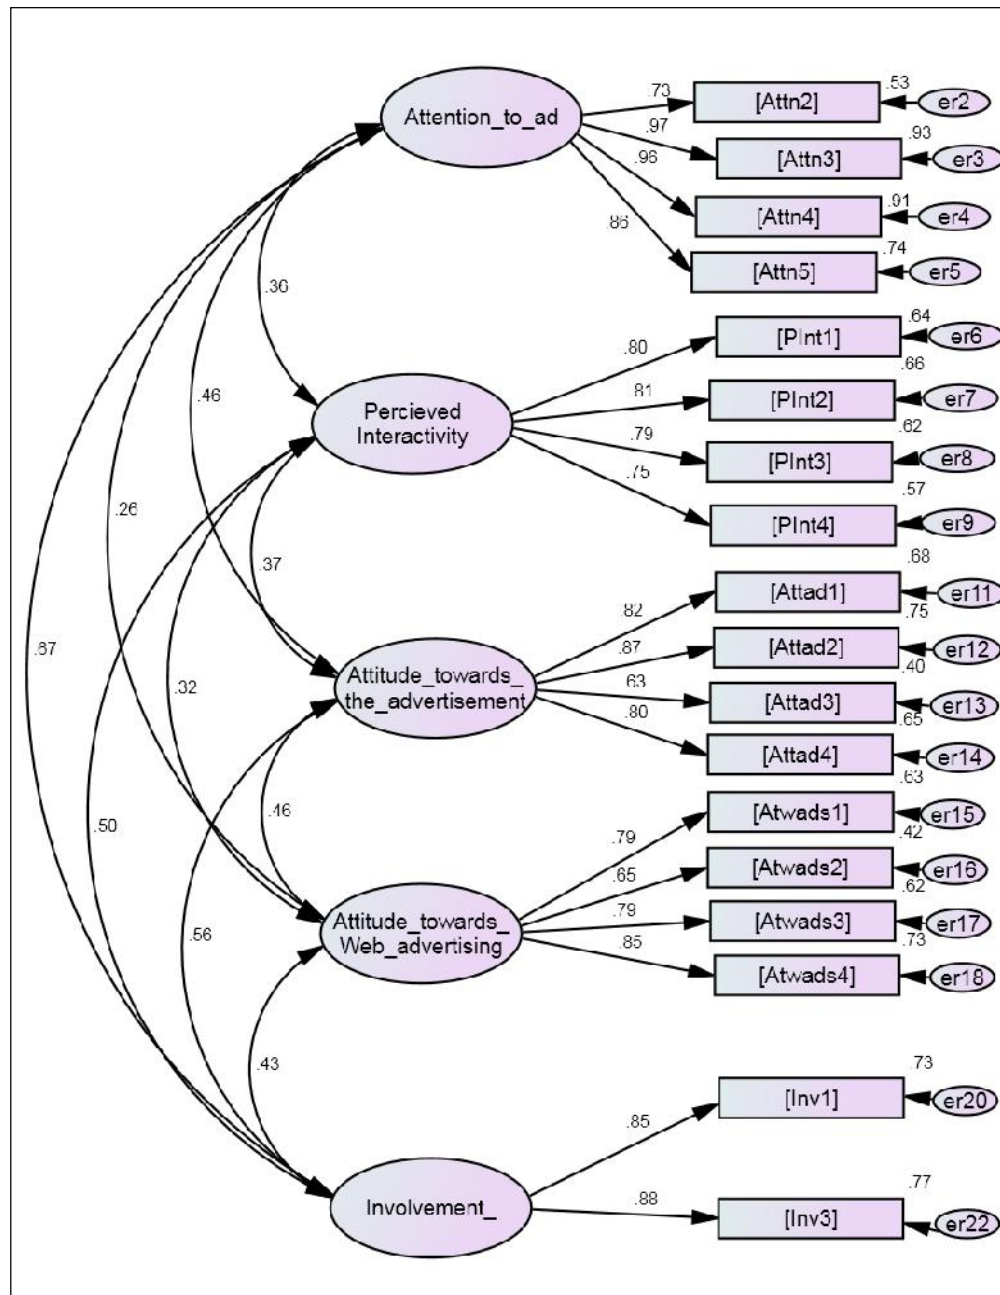 .53
.73
[Attn2]
er2
Attention_to_ad
.97
.93
[Attn3]
er3
.96
.91
[Attn4]
er4
.86
.74
[Attn5]
er5
.36
.64
[PInt1]
er6
.80
.66
Percieved
Interactivity
.81
[PInt2]
er7
.62
.79
[PInt3]
er8
.57
.75
[PInt4]
er9
.46
.26
.37
.68
[Attad1]
er11
.82
.75
[Attad2]
er12
.87
.40
Attitude_towards_
the_advertisement
.63
[Attad3]
er13
.65
.80
[Attad4]
er14
.67
.32
.63
[Atwads1]
er15
.79
.42
.50
.46
[Atwads2]
er16
.65
.62
Attitude_towards_
Web_advertising
.79
[Atwads3]
er17
.73
.85
[Atwads4]
er18
.56
.43
.73
[Inv1]
er20
.85
.77
Involvement_
.88
[Inv3]
er22